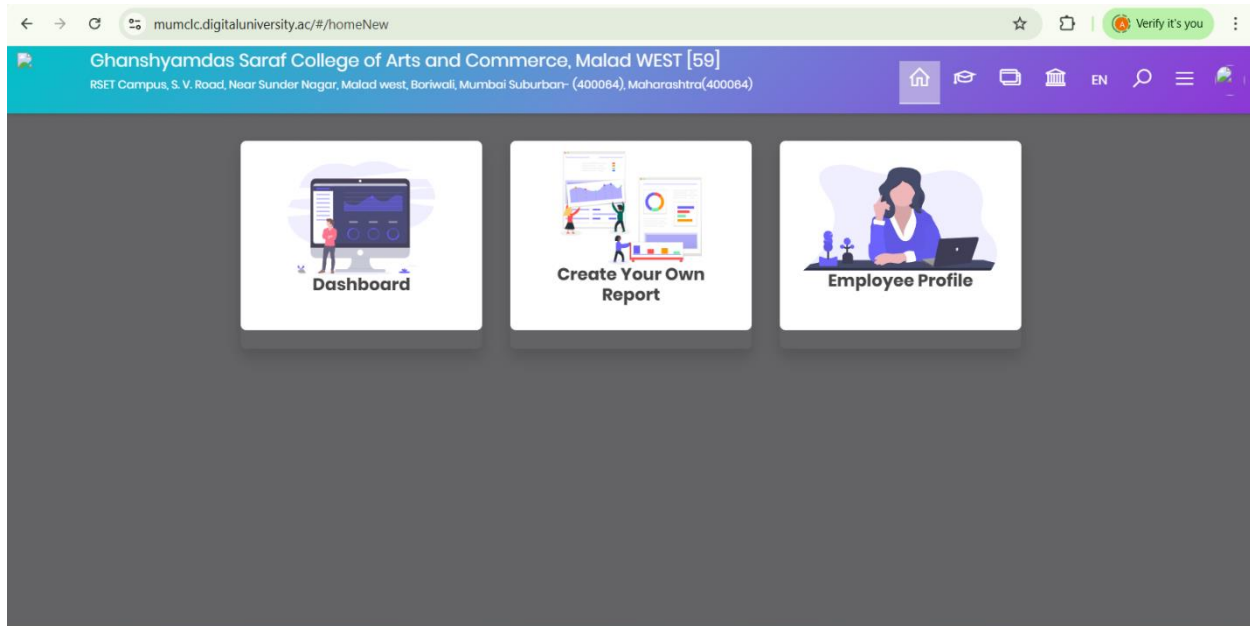 mumclc.digitaluniversity.ac/#/homeNew
A
Verify it's you
Ghanshyamdas Saraf College of Arts and Commerce, Malad WEST [59]
RSET Campus, S. V. Road, Near Sunder Nagar, Malad west, Boriwali, Mumbai Suburban- (400064), Maharashtra(400064)
EN
Dashboard
Create Your Own
Report
Employee Profile